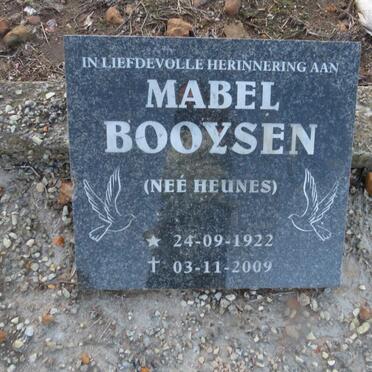 IN LIEFDEVOLLE HERINNERING AAN
MABEL
BOOYSEN
(NEÉ HEUNES)
★ 24-09-1922
✝ 03-11-2009